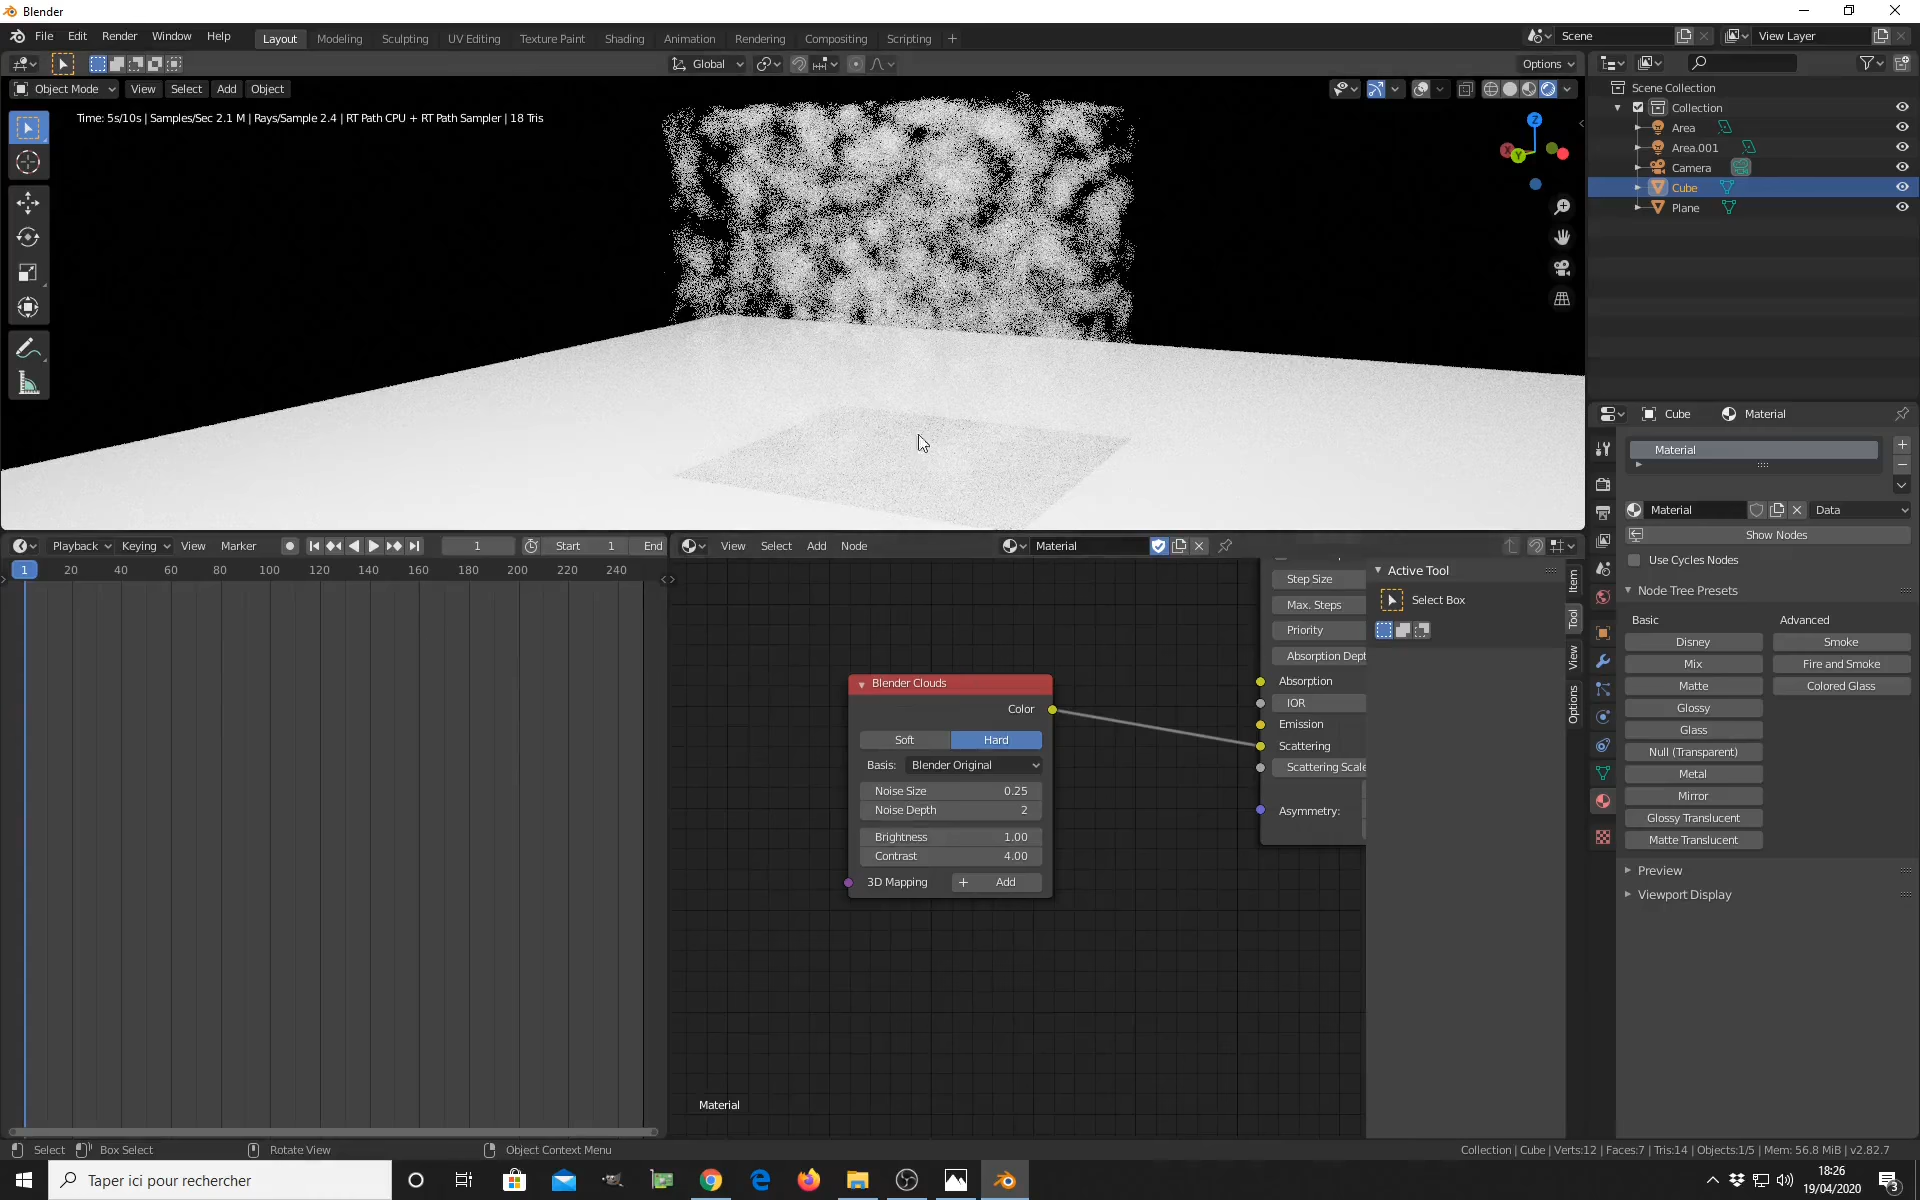 Blender
File Edit Render Window Help Layout Modeling Sculpting UV Editing Texture Paint Shading Animation Rendering Compositing Scripting + Scene View Layer
Global Options
Object Mode View Select Add Object
Time: 5s/10s | Samples/Sec 2.1 M | Rays/Sample 2.4 | RT Path CPU + RT Path Sampler | 18 Tris
Z
X
Y
Scene Collection
Collection
Area
Area.001
Camera
Cube
Plane
Cube Material
Material
Material Data
Show Nodes
Use Cycles Nodes
Node Tree Presets
Basic Advanced
Disney Smoke
Mix Fire and Smoke
Matte Colored Glass
Glossy
Glass
Null (Transparent)
Metal
Mirror
Glossy Translucent
Matte Translucent
Preview
Viewport Display
Playback Keying View Marker 1 Start 1 End
1 20 40 60 80 100 120 140 160 180 200 220 240
View Select Add Node Material
Step Size
Max. Steps
Priority
Absorption Dept
Absorption
IOR
Emission
Scattering
Scattering Scale
Asymmetry:
Active Tool
Select Box
Item
Tool
View
Options
Blender Clouds
Color
Soft Hard
Basis: Blender Original
Noise Size 0.25
Noise Depth 2
Brightness 1.00
Contrast 4.00
3D Mapping + Add
Material
Select Box Select Rotate View Object Context Menu Collection | Cube | Verts:12 | Faces:7 | Tris:14 | Objects:1/5 | Mem: 56.8 MiB | v2.82.7
Taper ici pour rechercher
18:26
19/04/2020
3